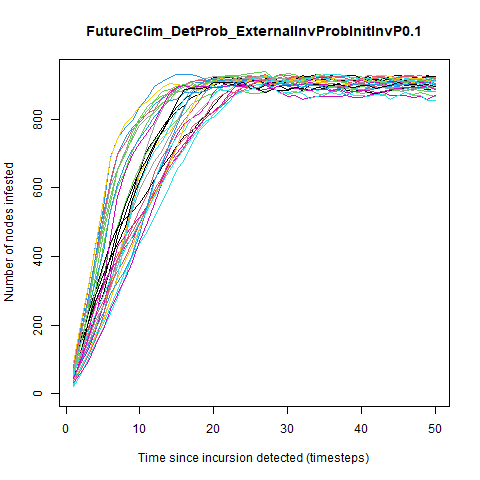 FutureClim_DetProb_ExternalInvProbInitInvP0.1
Number of nodes infested
800
600
400
200
0
0 10 20 30 40 50
Time since incursion detected (timesteps)